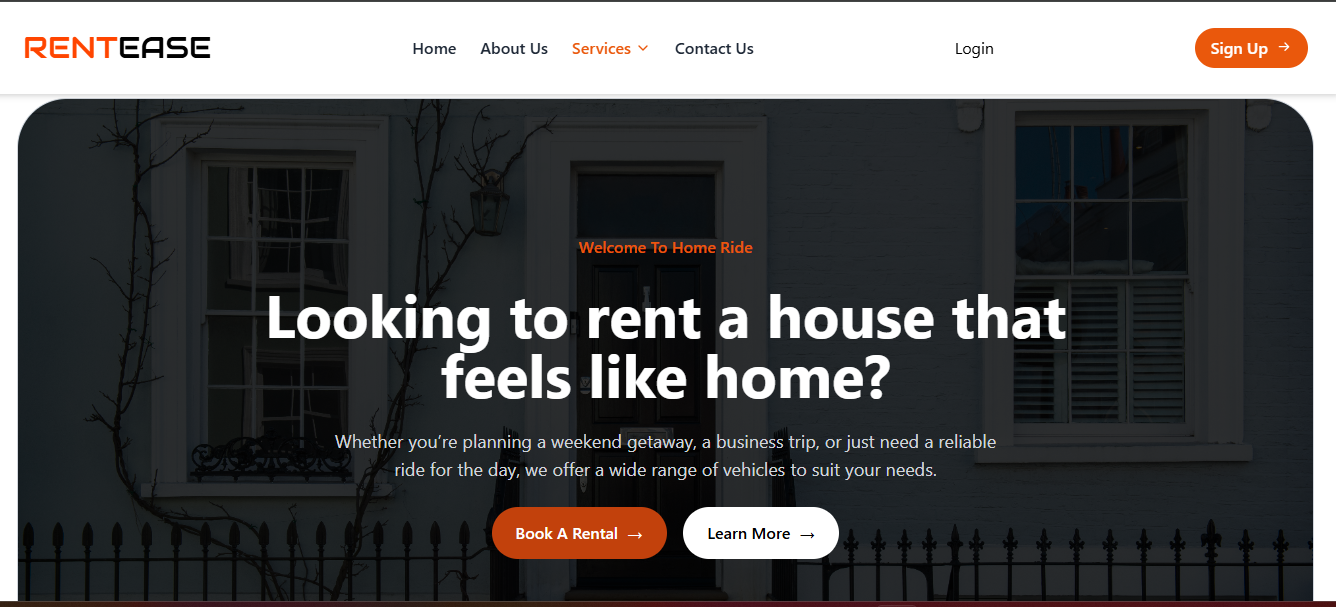 RENTEASE
Home About Us Services Contact Us Login Sign Up →
Welcome To Home Ride
Looking to rent a house that
feels like home?
Whether you’re planning a weekend getaway, a business trip, or just need a reliable
ride for the day, we offer a wide range of vehicles to suit your needs.
Book A Rental → Learn More →